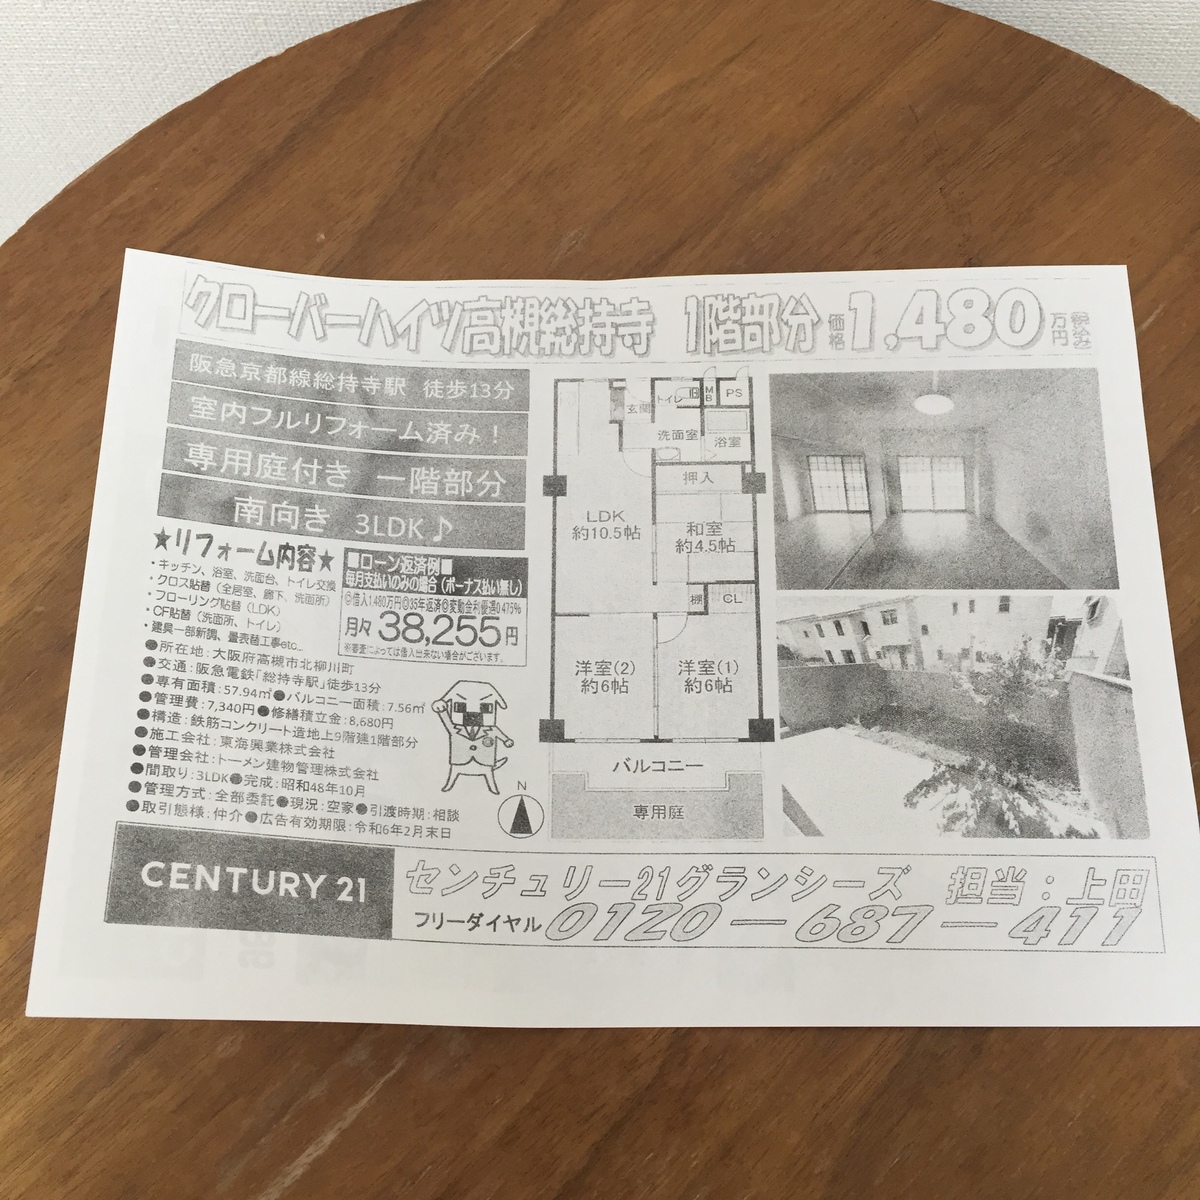 クローバーハイツ高槻総持寺 1階部分 価格1,480万円税込み
阪急京都線総持寺駅 徒歩13分
室内フルリフォーム済み！
専用庭付き 一階部分
南向き 3LDK♪
★リフォーム内容★
・キッチン、浴室、洗面台、トイレ交換
・クロス貼替（全居室、廊下、洗面所）
・フローリング貼替（LDK）
・CF貼替（洗面所、トイレ）
・建具一部新調、畳表替工事etc_
■ローン返済例■
毎月支払いのみの場合（ボーナス払い無し）
◎借入1,480万円◎35年返済◎変動金利優遇0.475%
月々 38,255円
※審査によっては借入出来ない場合がございます。
●所在地：大阪府高槻市北柳川町
●交通：阪急電鉄「総持寺駅」徒歩13分
●専有面積：57.94㎡●バルコニー面積：7.56㎡
●管理費：7,340円●修繕積立金：8,680円
●構造：鉄筋コンクリート造地上9階建1階部分
●施工会社：東海興業株式会社
●管理会社：トーメン建物管理株式会社
●間取り：3LDK●完成：昭和48年10月
●管理方式：全部委託●現況：空家●引渡時期：相談
●取引態様：仲介●広告有効期限：令和6年2月末日
玄関
トイレ
MB
PS
洗面室
浴室
押入
LDK
約10.5帖
和室
約4.5帖
棚
CL
洋室(2)
約6帖
洋室(1)
約6帖
バルコニー
専用庭
N
CENTURY 21
センチュリー21グランシーズ 担当：上田
フリーダイヤル0120―687―411